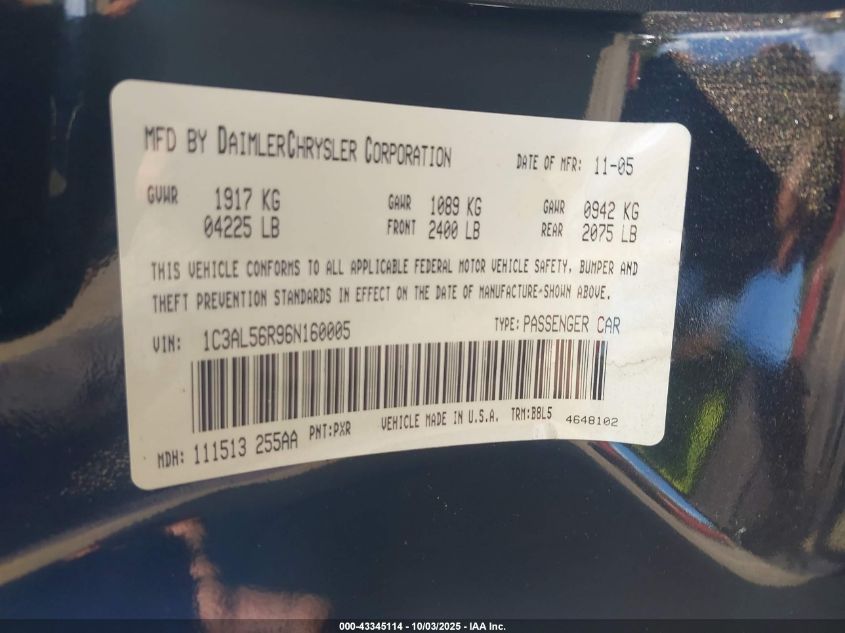 MFD BY DAIMLERCHRYSLER CORPORATION DATE OF MFR: 11-05
GVWR 1917 KG GAWR 1089 KG GAWR 0942 KG
04225 LB FRONT 2400 LB REAR 2075 LB
THIS VEHICLE CONFORMS TO ALL APPLICABLE FEDERAL MOTOR VEHICLE SAFETY, BUMPER AND
THEFT PREVENTION STANDARDS IN EFFECT ON THE DATE OF MANUFACTURE SHOWN ABOVE.
VIN: 1C3AL56R96N160005 TYPE: PASSENGER CAR
MDH: 111513 255AA PNT:PXR VEHICLE MADE IN U.S.A. TRM:BBL5 4648102
000-43345114 - 10/03/2025 - IAA Inc.